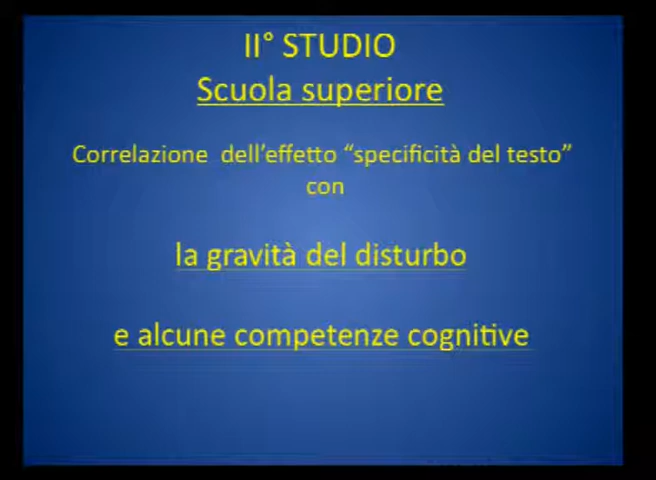 II° STUDIO
Scuola superiore
Correlazione dell'effetto "specificità del testo"
con
la gravità del disturbo
e alcune competenze cognitive